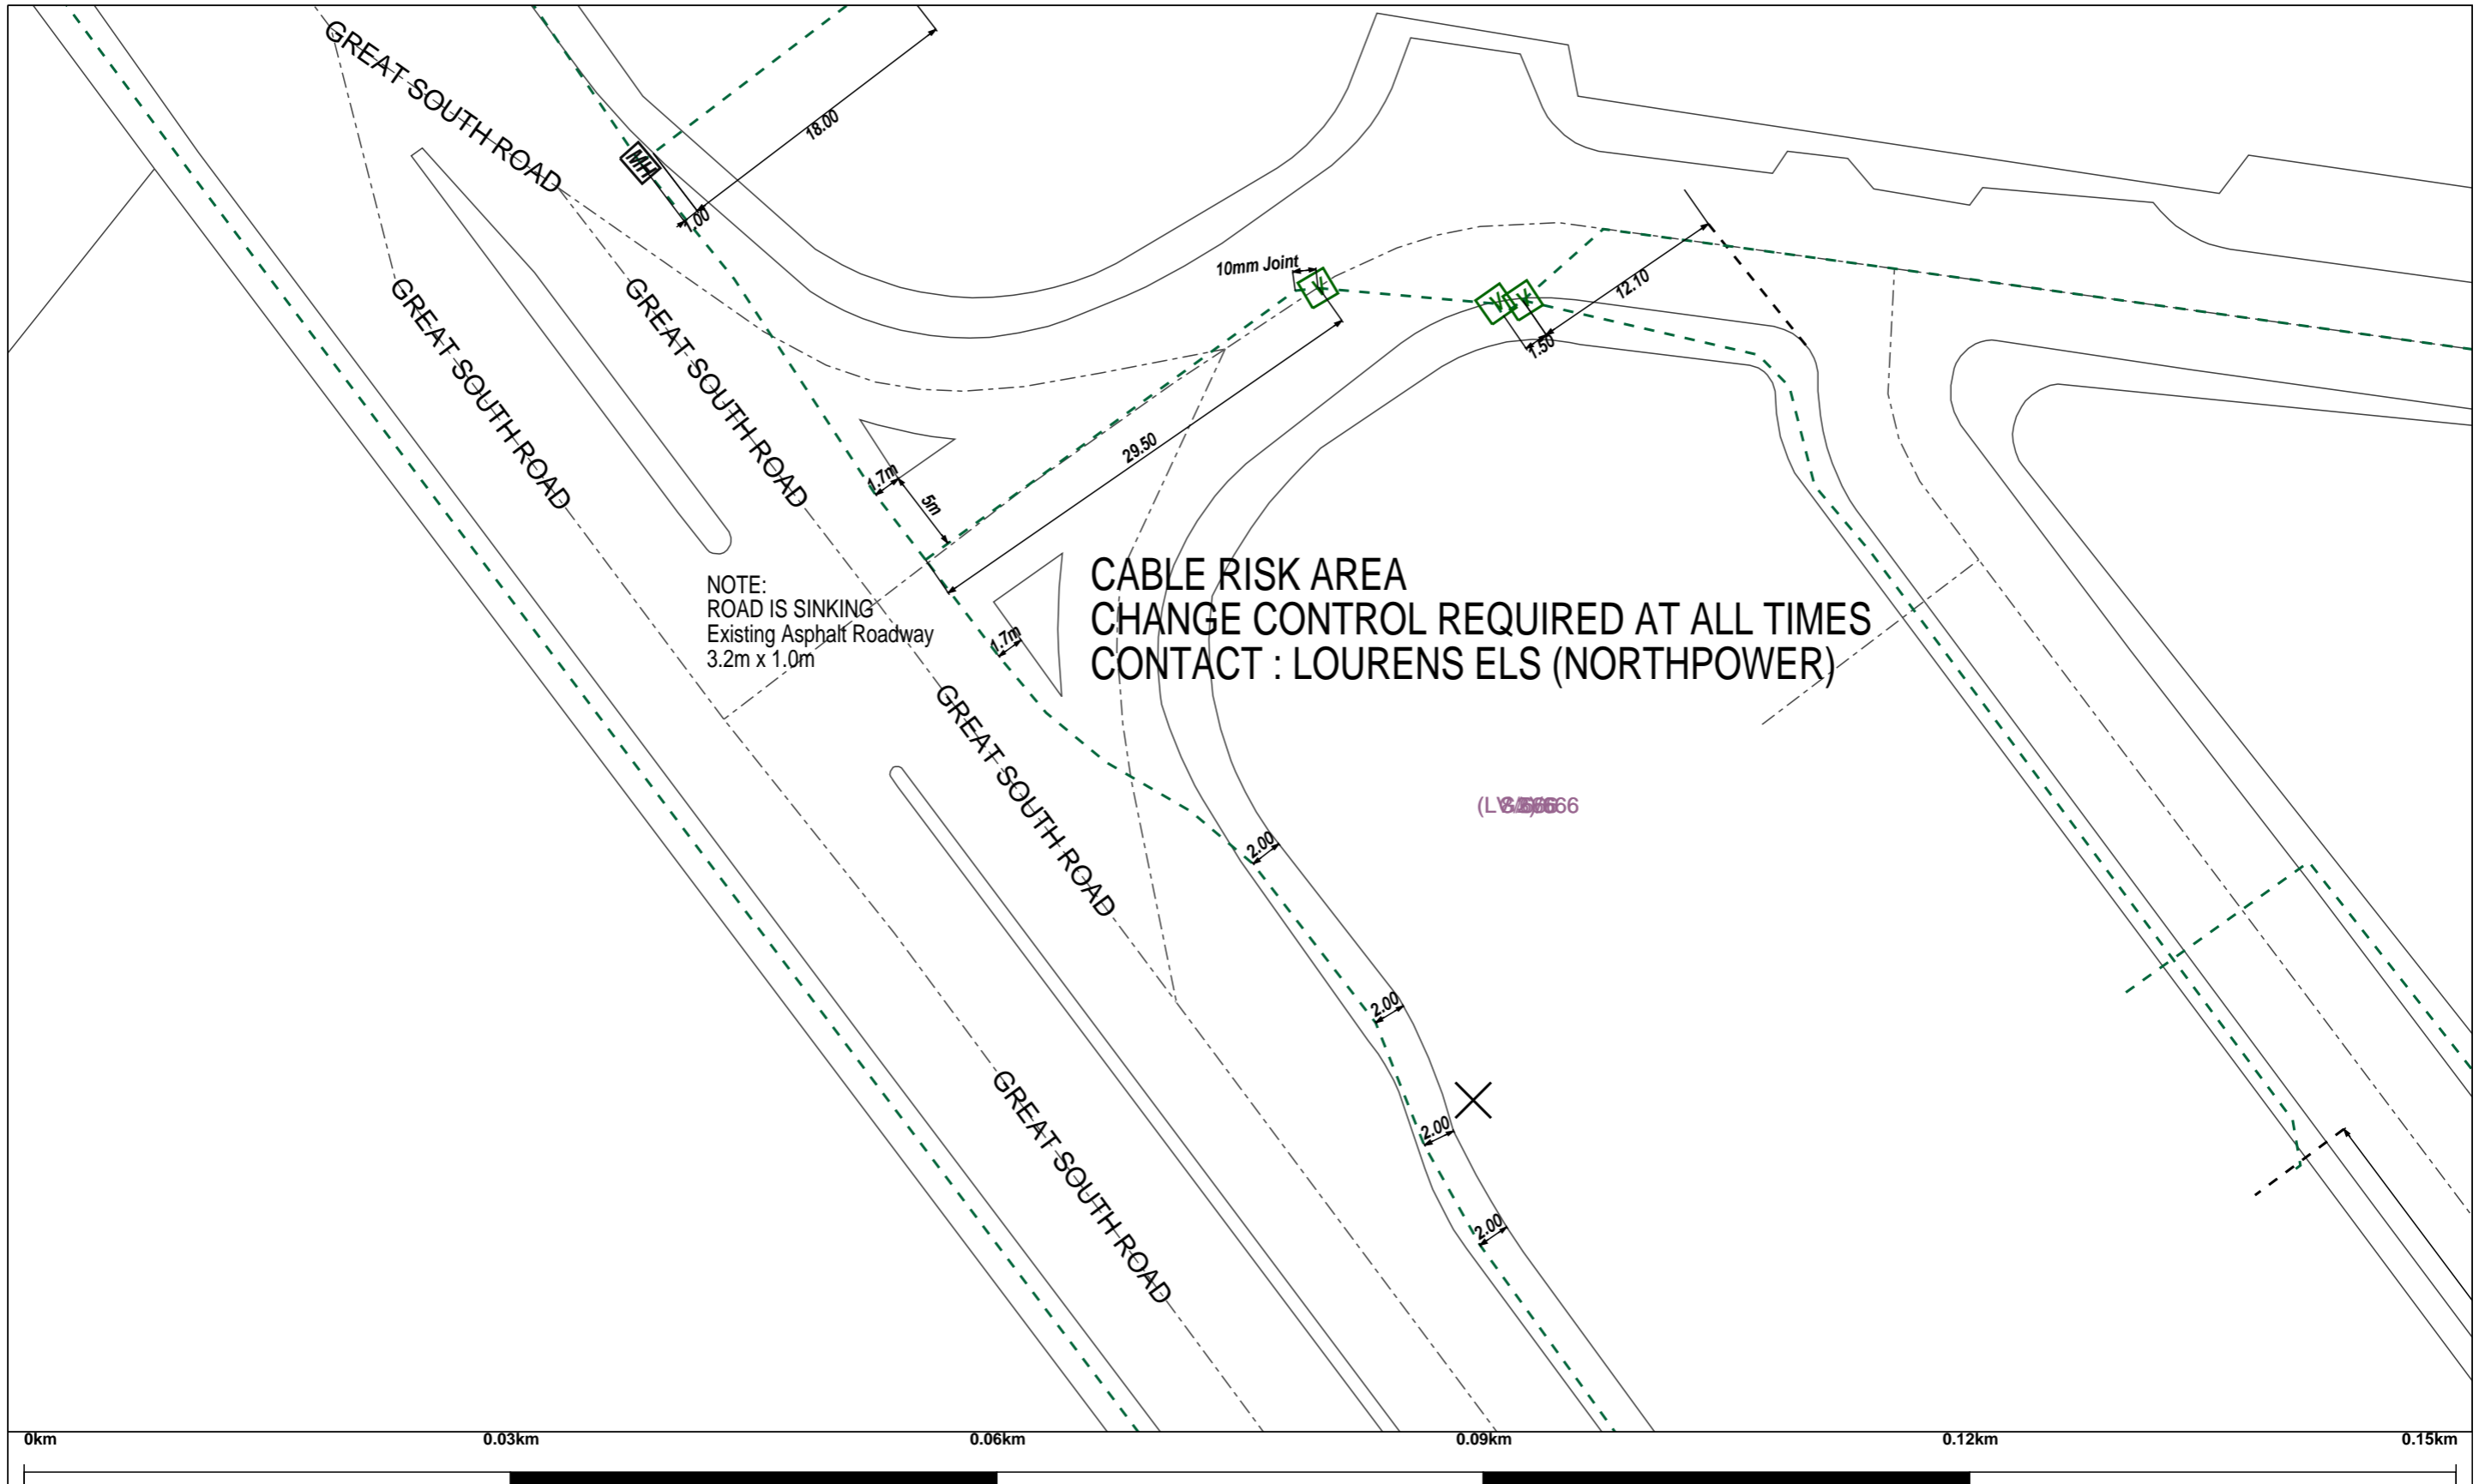 GREAT SOUTH ROAD
18.00
MH
1.00
GREAT SOUTH ROAD
GREAT SOUTH ROAD
10mm Joint
V
V
V
12.10
1.50
29.50
1.7m
5m
NOTE:
ROAD IS SINKING
Existing Asphalt Roadway
3.2m x 1.0m
1.7m
CABLE RISK AREA
CHANGE CONTROL REQUIRED AT ALL TIMES
CONTACT : LOURENS ELS (NORTHPOWER)
GREAT SOUTH ROAD
2.00
2.00
GREAT SOUTH ROAD
2.00
2.00
0km 0.03km 0.06km 0.09km 0.12km 0.15km